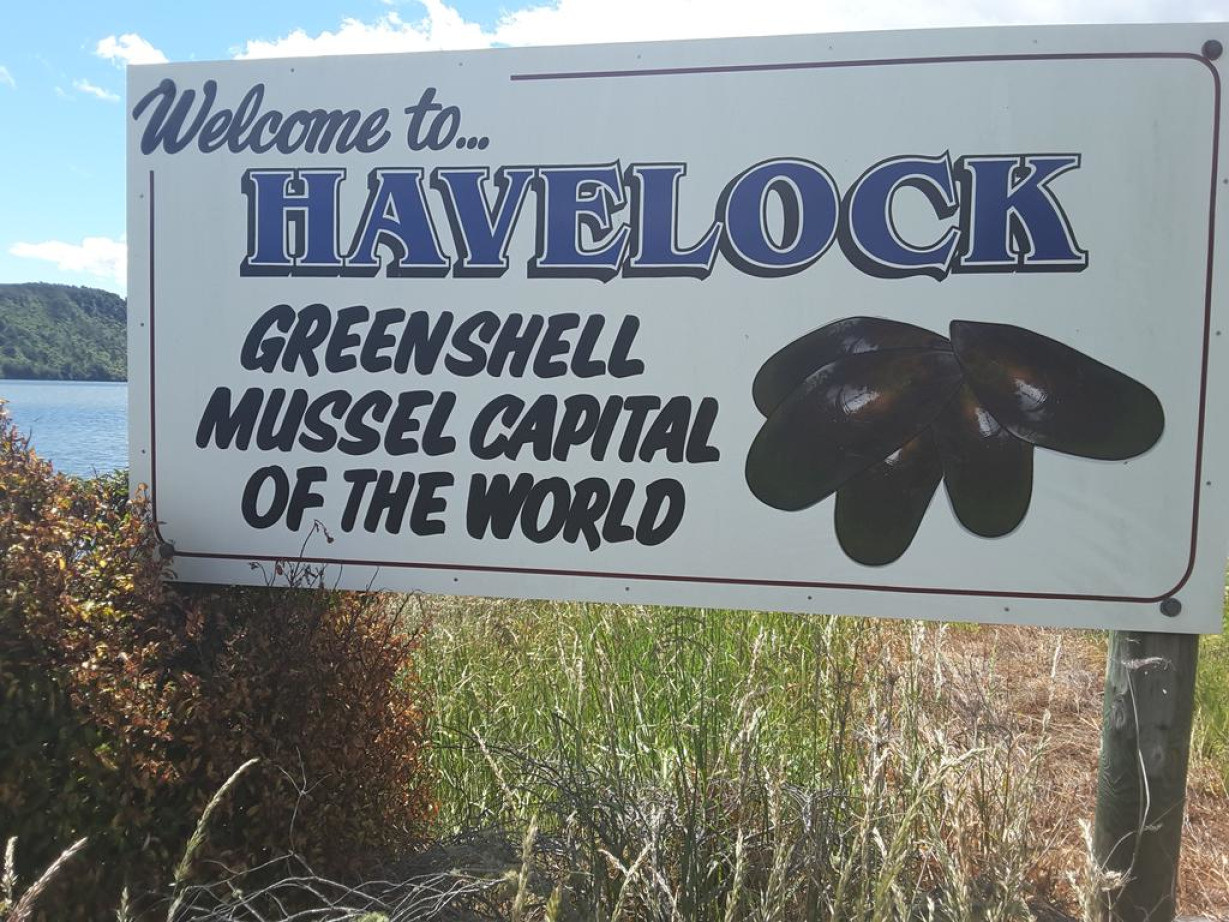 Welcome to...
HAVELOCK
GREENSHELL
MUSSEL CAPITAL
OF THE WORLD